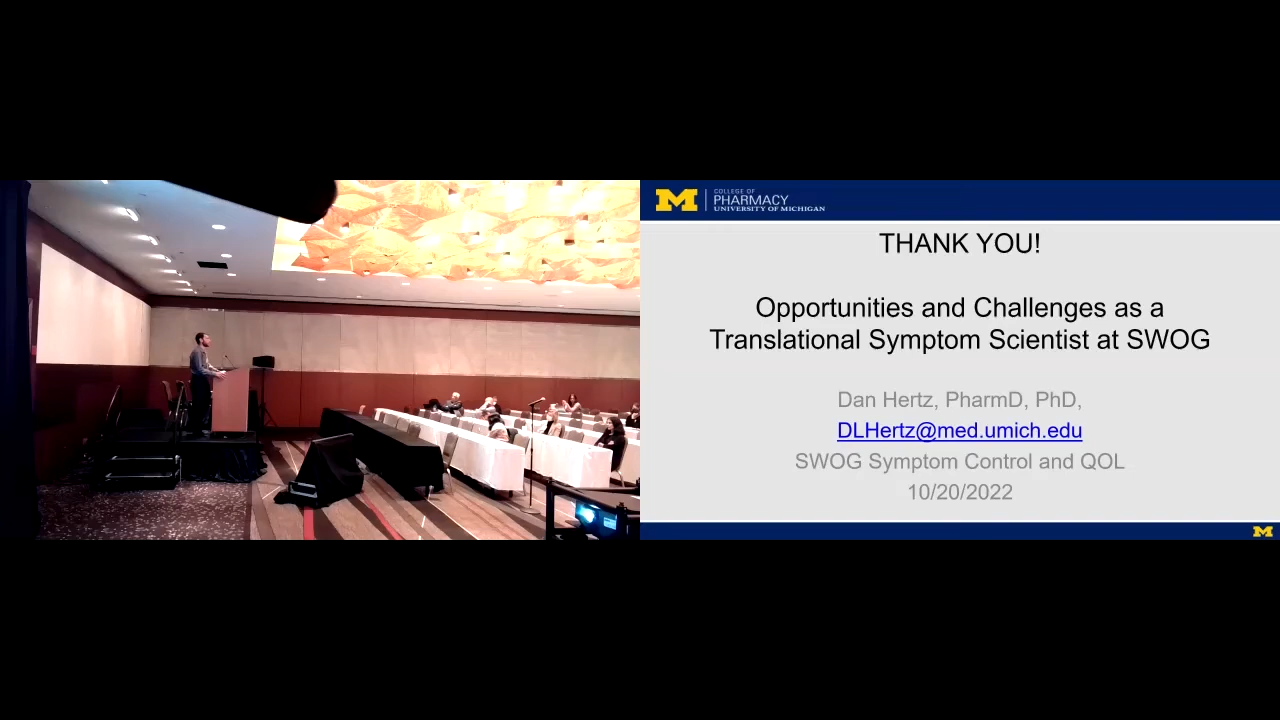 M
COLLEGE OF
PHARMACY
UNIVERSITY OF MICHIGAN
THANK YOU!
Opportunities and Challenges as a
Translational Symptom Scientist at SWOG
Dan Hertz, PharmD, PhD,
DLHertz@med.umich.edu
SWOG Symptom Control and QOL
10/20/2022
M